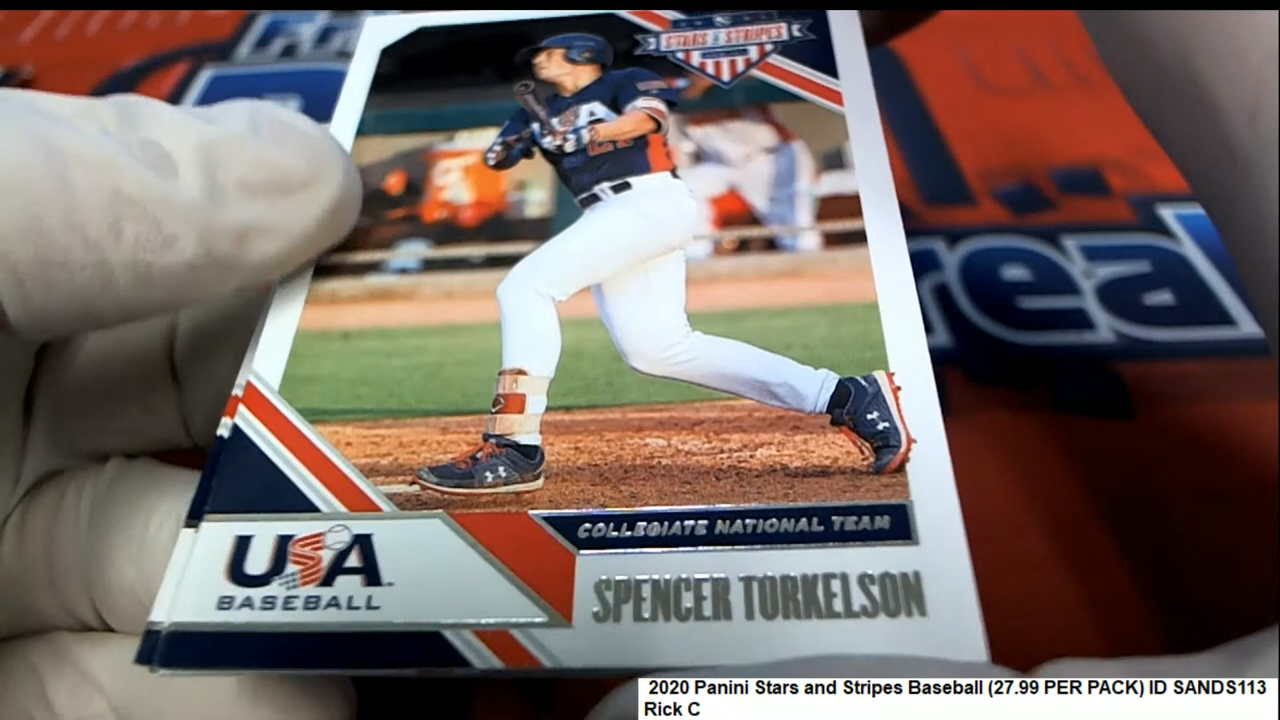 STARS & STRIPES
COLLEGIATE NATIONAL TEAM
USA
BASEBALL
SPENCER TORKELSON
rea
2020 Panini Stars and Stripes Baseball (27.99 PER PACK) ID SANDS113
Rick C